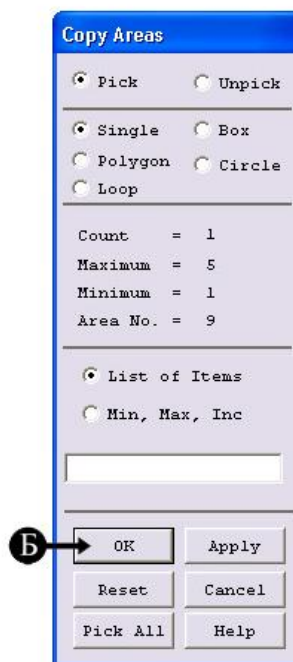 Copy Areas
Pick Unpick
Single Box
Polygon Circle
Loop
Count = 1
Maximum = 5
Minimum = 1
Area No. = 9
List of Items
Min, Max, Inc
Б OK Apply
Reset Cancel
Pick All Help